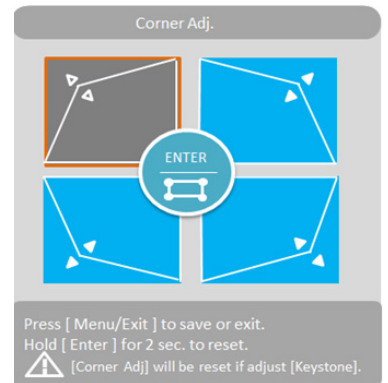 Corner Adj.
ENTER
Press [ Menu/Exit ] to save or exit.
Hold [ Enter ] for 2 sec. to reset.
[Corner Adj] will be reset if adjust [Keystone].